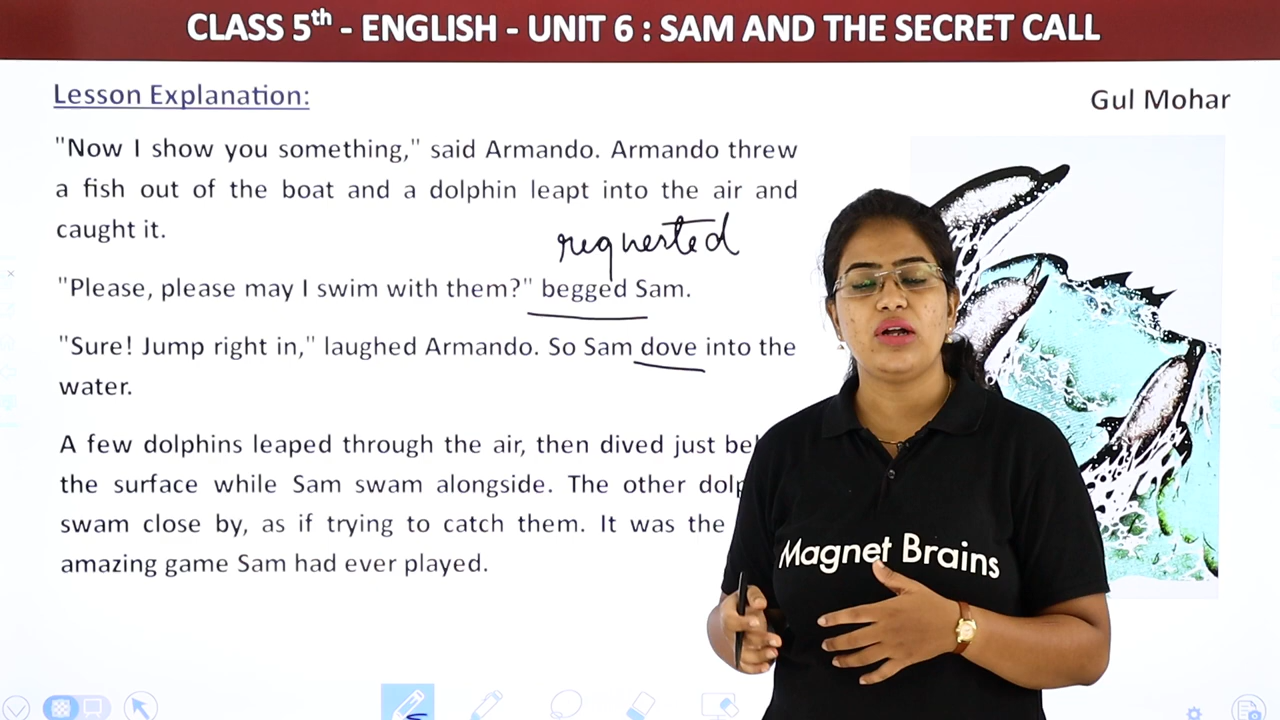 CLASS 5th - ENGLISH - UNIT 6 : SAM AND THE SECRET CALL
Lesson Explanation:
Gul Mohar
"Now I show you something," said Armando. Armando threw
a fish out of the boat and a dolphin leapt into the air and
caught it.
requested
"Please, please may I swim with them?" begged Sam.
"Sure! Jump right in," laughed Armando. So Sam dove into the
water.
A few dolphins leaped through the air, then dived just
the surface while Sam swam alongside. The other
swam close by, as if trying to catch them. It was the
amazing game Sam had ever played.
Magnet Brains